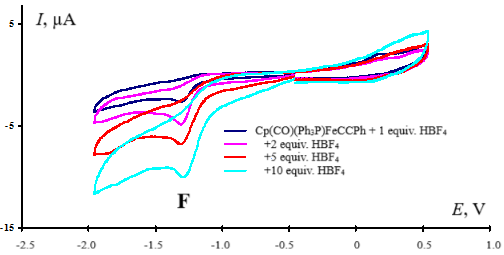 I, µA
5
-5
-15
Cp(CO)(Ph₃P)FeCCPh + 1 equiv. HBF₄
+2 equiv. HBF₄
+5 equiv. HBF₄
+10 equiv. HBF₄
F
E, V
-2.5 -2.0 -1.5 -1.0 -0.5 0.0 0.5 1.0